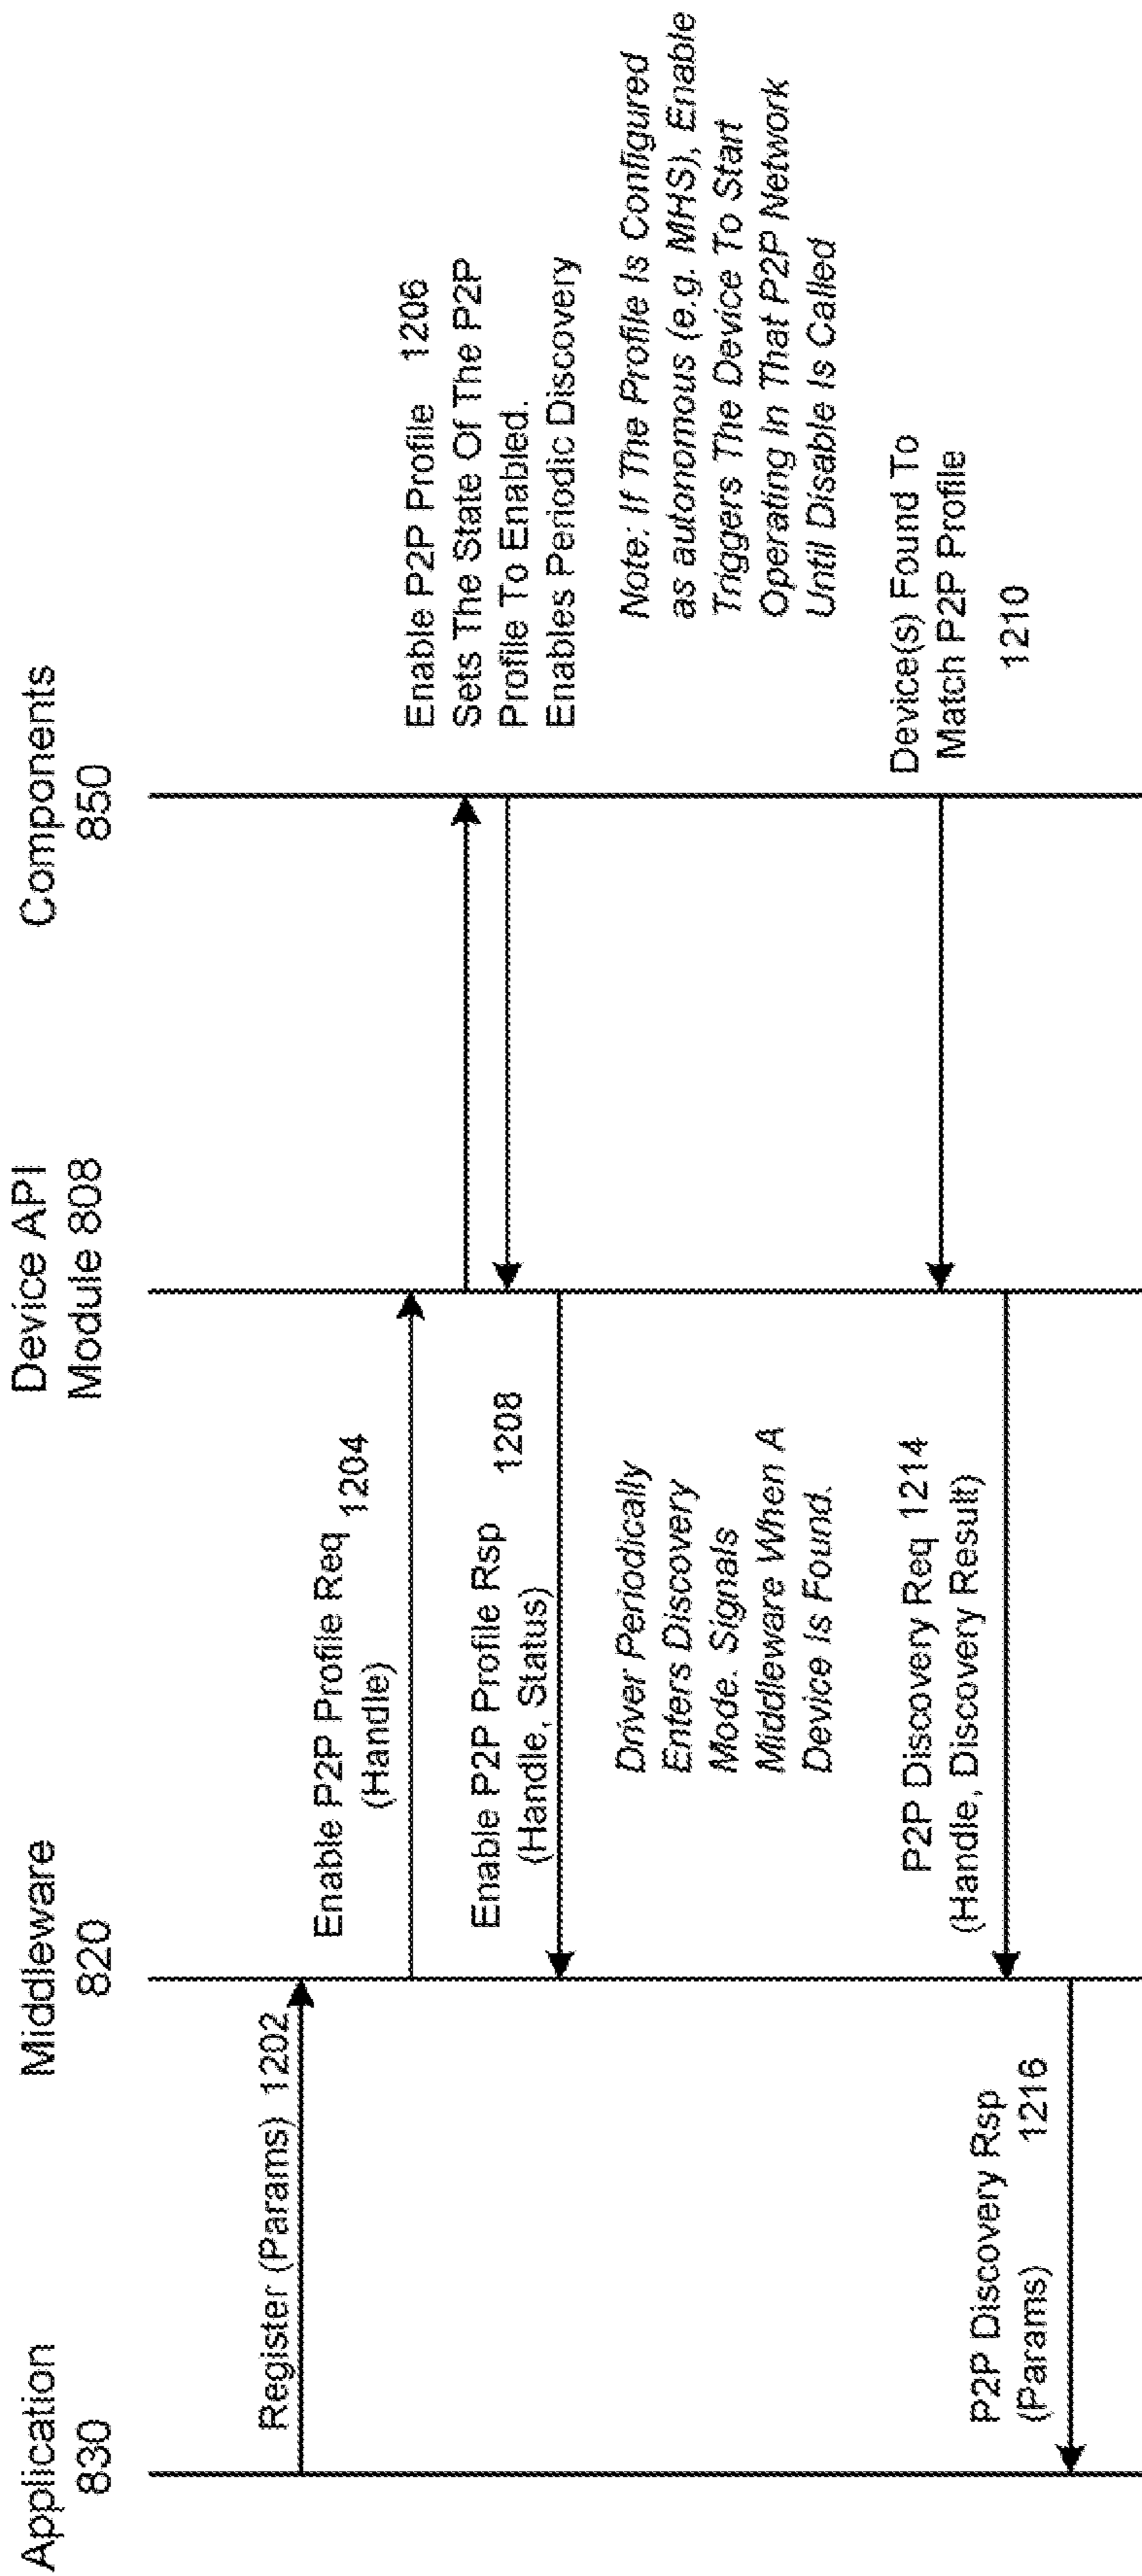 Application
830
Middleware
820
Device API
Module 808
Components
850
Register (Params) 1202
Enable P2P Profile Req
1204
(Handle)
Enable P2P Profile 1206
Sets The State Of The P2P
Profile To Enabled.
Enables Periodic Discovery
Enable P2P Profile Rsp
1208
(Handle, Status)
Note: If The Profile Is Configured
as autonomous (e.g. MHS), Enable
Triggers The Device To Start
Operating In That P2P Network
Until Disable Is Called
Driver Periodically
Enters Discovery
Mode. Signals
Middleware When A
Device Is Found.
Device(s) Found To
Match P2P Profile
1210
P2P Discovery Req 1214
(Handle, Discovery Result)
P2P Discovery Rsp
(Params)
1216